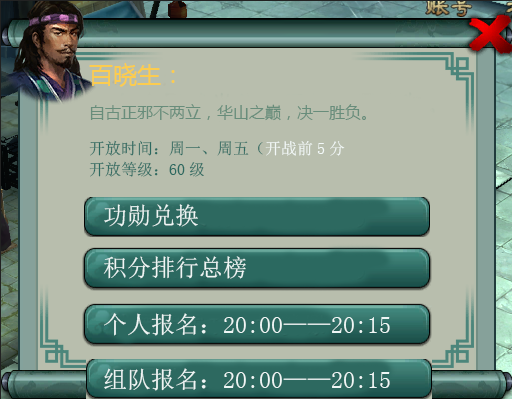 账号
百晓生：
自古正邪不两立，华山之巅，决一胜负。
开放时间：周一、周五（开战前5分
开放等级：60级
功勋兑换
积分排行总榜
个人报名：20:00——20:15
组队报名：20:00——20:15